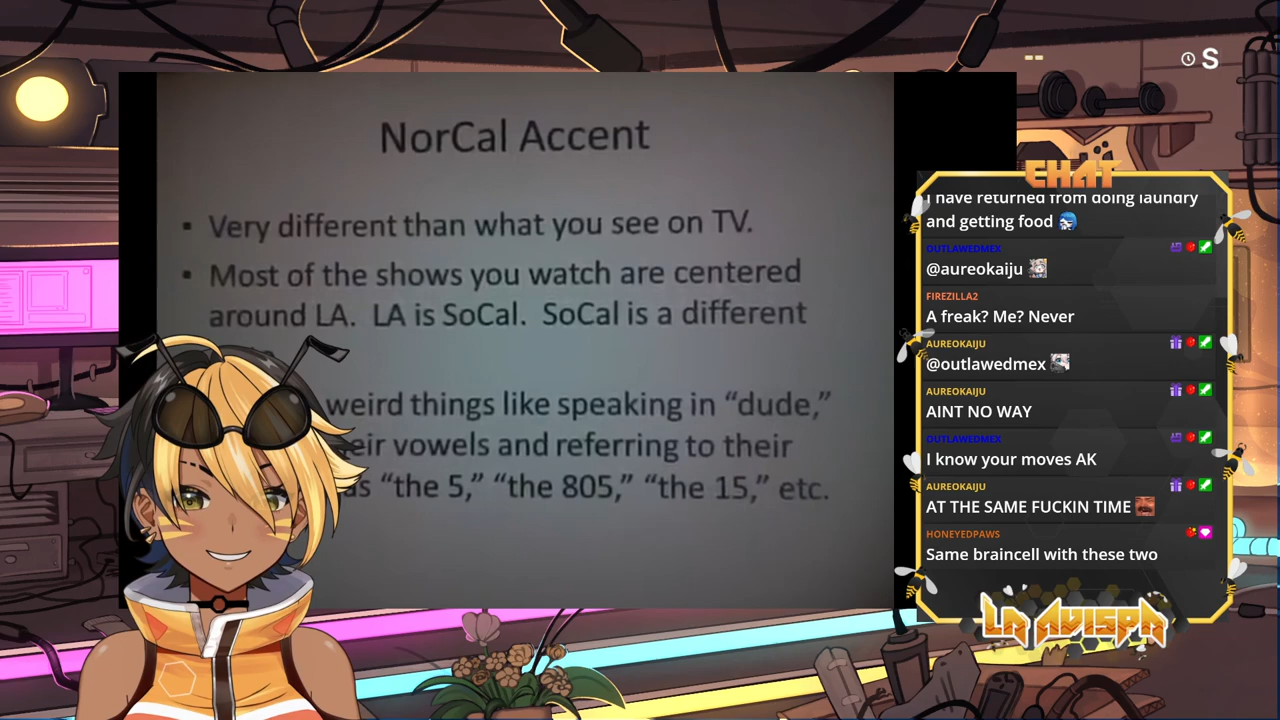 NorCal Accent
▪ Very different than what you see on TV.
▪ Most of the shows you watch are centered
around LA. LA is SoCal. SoCal is a different
weird things like speaking in “dude,”
eir vowels and referring to their
as “the 5,” “the 805,” “the 15,” etc.
S
CHAT
I have returned from doing laundry
and getting food
OUTLAWEDMEX
@aureokaiju
FIREZILLA2
A freak? Me? Never
AUREOKAIJU
@outlawedmex
AUREOKAIJU
AINT NO WAY
OUTLAWEDMEX
I know your moves AK
AUREOKAIJU
AT THE SAME FUCKIN TIME
HONEYEDPAWS
Same braincell with these two
LA AVISPA